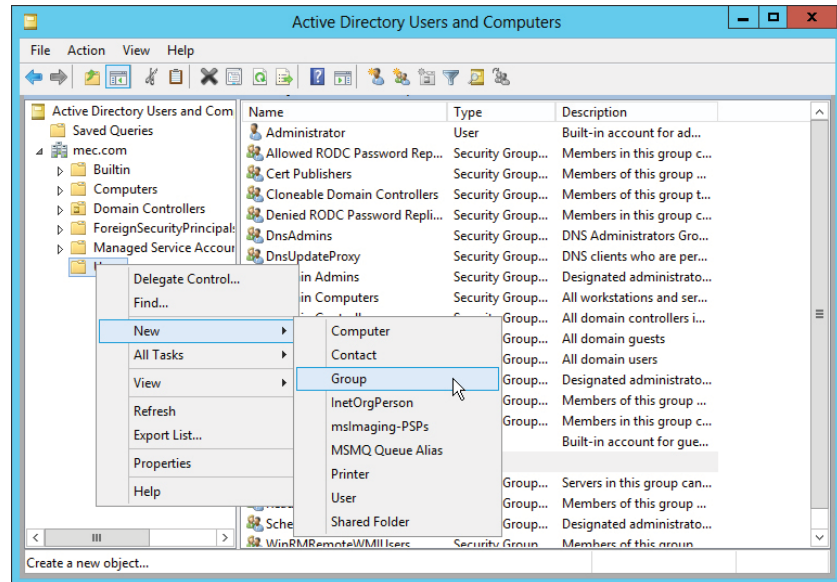 Active Directory Users and Computers
File Action View Help
Active Directory Users and Com
Saved Queries
mec.com
Builtin
Computers
Domain Controllers
ForeignSecurityPrincipals
Managed Service Accour
Name Type Description
Administrator User Built-in account for ad...
Allowed RODC Password Rep... Security Group... Members in this group c...
Cert Publishers Security Group... Members of this group ...
Cloneable Domain Controllers Security Group... Members of this group t...
Denied RODC Password Repli... Security Group... Members in this group c...
DnsAdmins Security Group... DNS Administrators Gro...
DnsUpdateProxy Security Group... DNS clients who are per...
in Admins Security Group... Designated administrato...
in Computers Security Group... All workstations and ser...
Group... All domain controllers i...
Group... All domain guests
Group... All domain users
Group... Designated administrato...
Group... Members of this group ...
Group... Members in this group c...
Built-in account for gue...
Group... Servers in this group can...
Group... Members of this group ...
Sche Group... Designated administrato...
WinRMRemoteWMIUsers Security Group Members of this group
Delegate Control...
Find...
New
All Tasks
View
Refresh
Export List...
Properties
Help
Computer
Contact
Group
InetOrgPerson
msImaging-PSPs
MSMQ Queue Alias
Printer
User
Shared Folder
Create a new object...